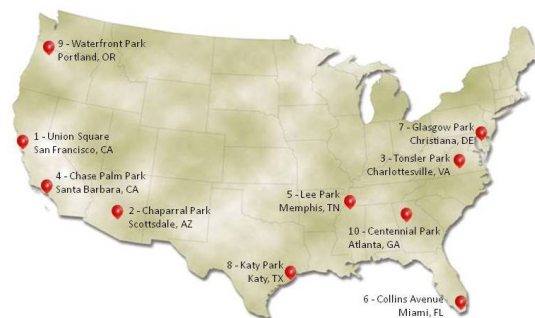 9 - Waterfront Park
Portland, OR
1 - Union Square
San Francisco, CA
4 - Chase Palm Park
Santa Barbara, CA
2 - Chaparral Park
Scottsdale, AZ
7 - Glasgow Park
Christiana, DE
3 - Tonsler Park
Charlottesville, VA
5 - Lee Park
Memphis, TN
10 - Centennial Park
Atlanta, GA
8 - Katy Park
Katy, TX
6 - Collins Avenue
Miami, FL